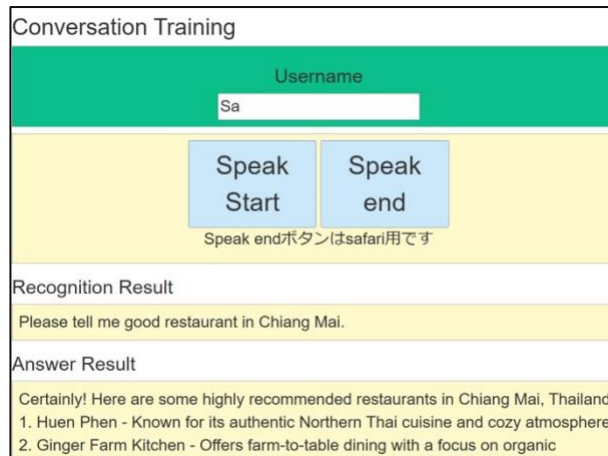 Conversation Training
Username
Sa
Speak
Start
Speak
end
Speak endボタンはsafari用です
Recognition Result
Please tell me good restaurant in Chiang Mai.
Answer Result
Certainly! Here are some highly recommended restaurants in Chiang Mai, Thailand
1. Huen Phen - Known for its authentic Northern Thai cuisine and cozy atmosphere
2. Ginger Farm Kitchen - Offers farm-to-table dining with a focus on organic